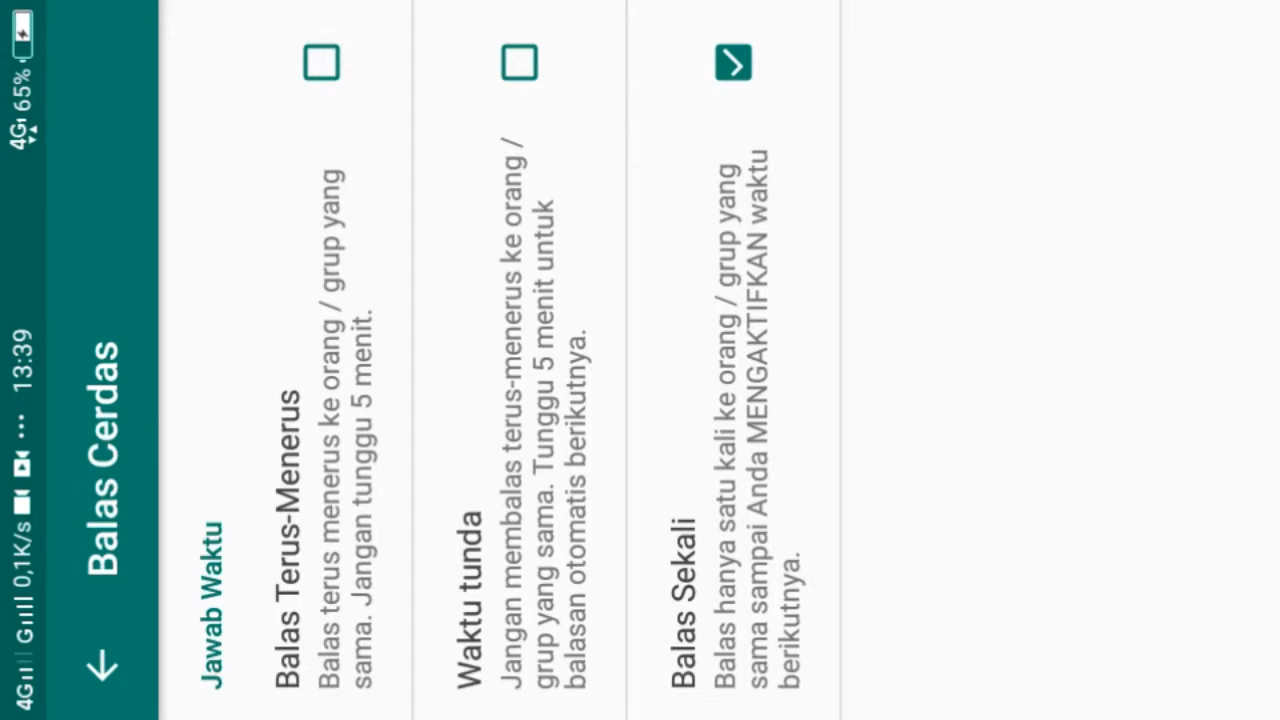 4G G 0,1K/s ... 13:39 4G 65%
Balas Cerdas
Jawab Waktu
Balas Terus-Menerus
Balas terus menerus ke orang / grup yang
sama. Jangan tunggu 5 menit.
Waktu tunda
Jangan membalas terus-menerus ke orang /
grup yang sama. Tunggu 5 menit untuk
balasan otomatis berikutnya.
Balas Sekali
Balas hanya satu kali ke orang / grup yang
sama sampai Anda MENGAKTIFKAN waktu
berikutnya.